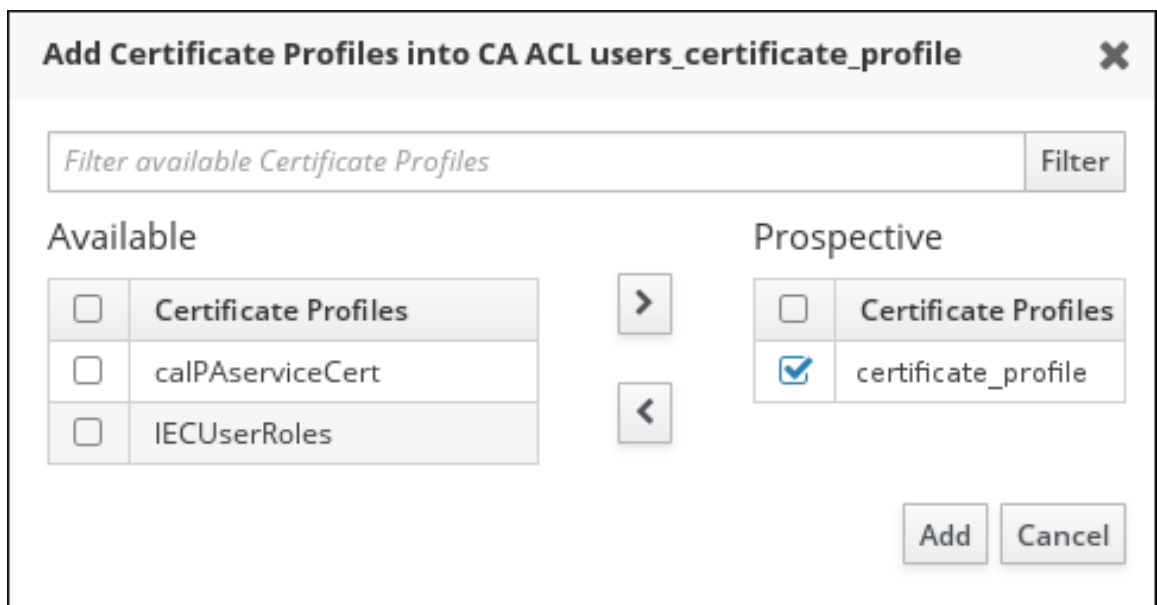 Add Certificate Profiles into CA ACL users_certificate_profile
Filter available Certificate Profiles
Filter
Available
Prospective
Certificate Profiles
Certificate Profiles
caIPAserviceCert
certificate_profile
IECUserRoles
Add
Cancel